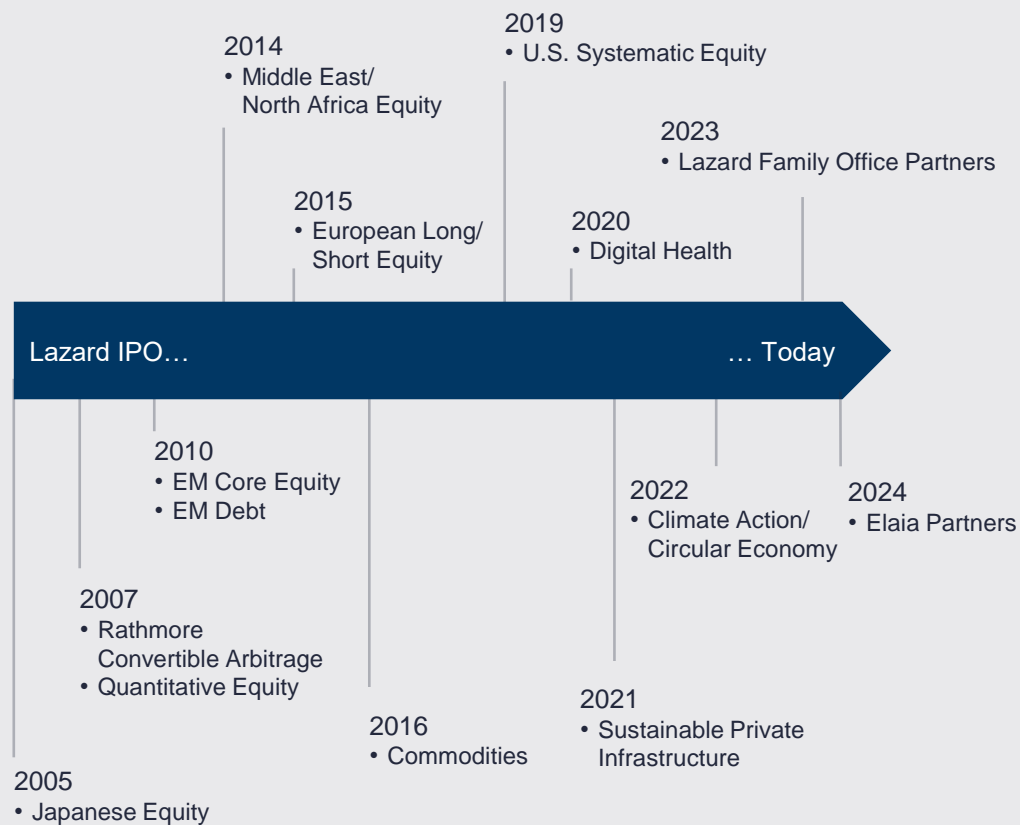 2019
• U.S. Systematic Equity
2014
• Middle East/
North Africa Equity
2023
• Lazard Family Office Partners
2015
• European Long/
Short Equity
2020
• Digital Health
Lazard IPO…
… Today
2010
• EM Core Equity
• EM Debt
2022
• Climate Action/
Circular Economy
2024
• Elaia Partners
2007
• Rathmore
Convertible Arbitrage
• Quantitative Equity
2021
• Sustainable Private
Infrastructure
2016
• Commodities
2005
• Japanese Equity